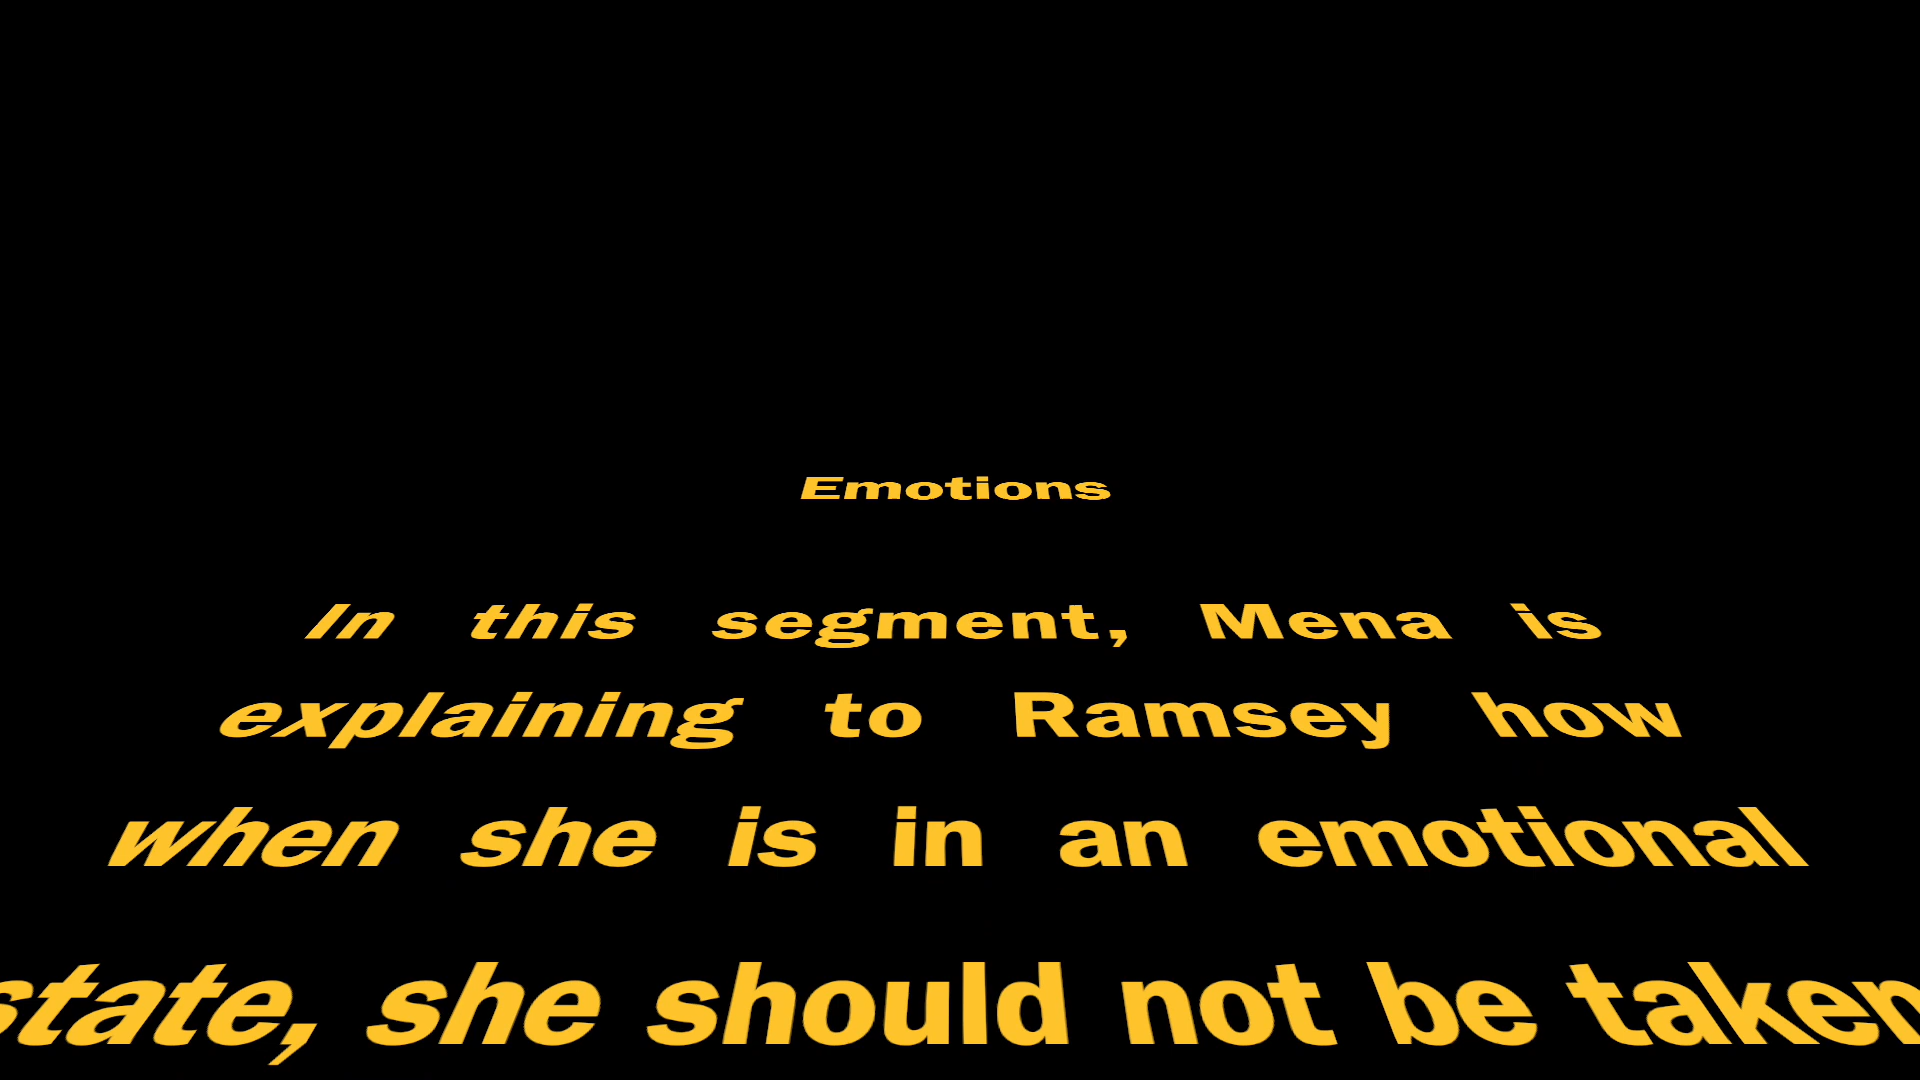 Emotions
In this segment, Mena is
explaining to Ramsey how
when she is in an emotional
state, she should not be taken